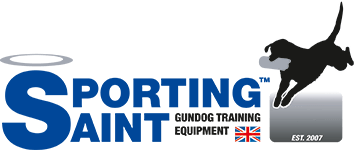 SPORTING™
SAINT
GUNDOG TRAINING
EQUIPMENT
EST. 2007